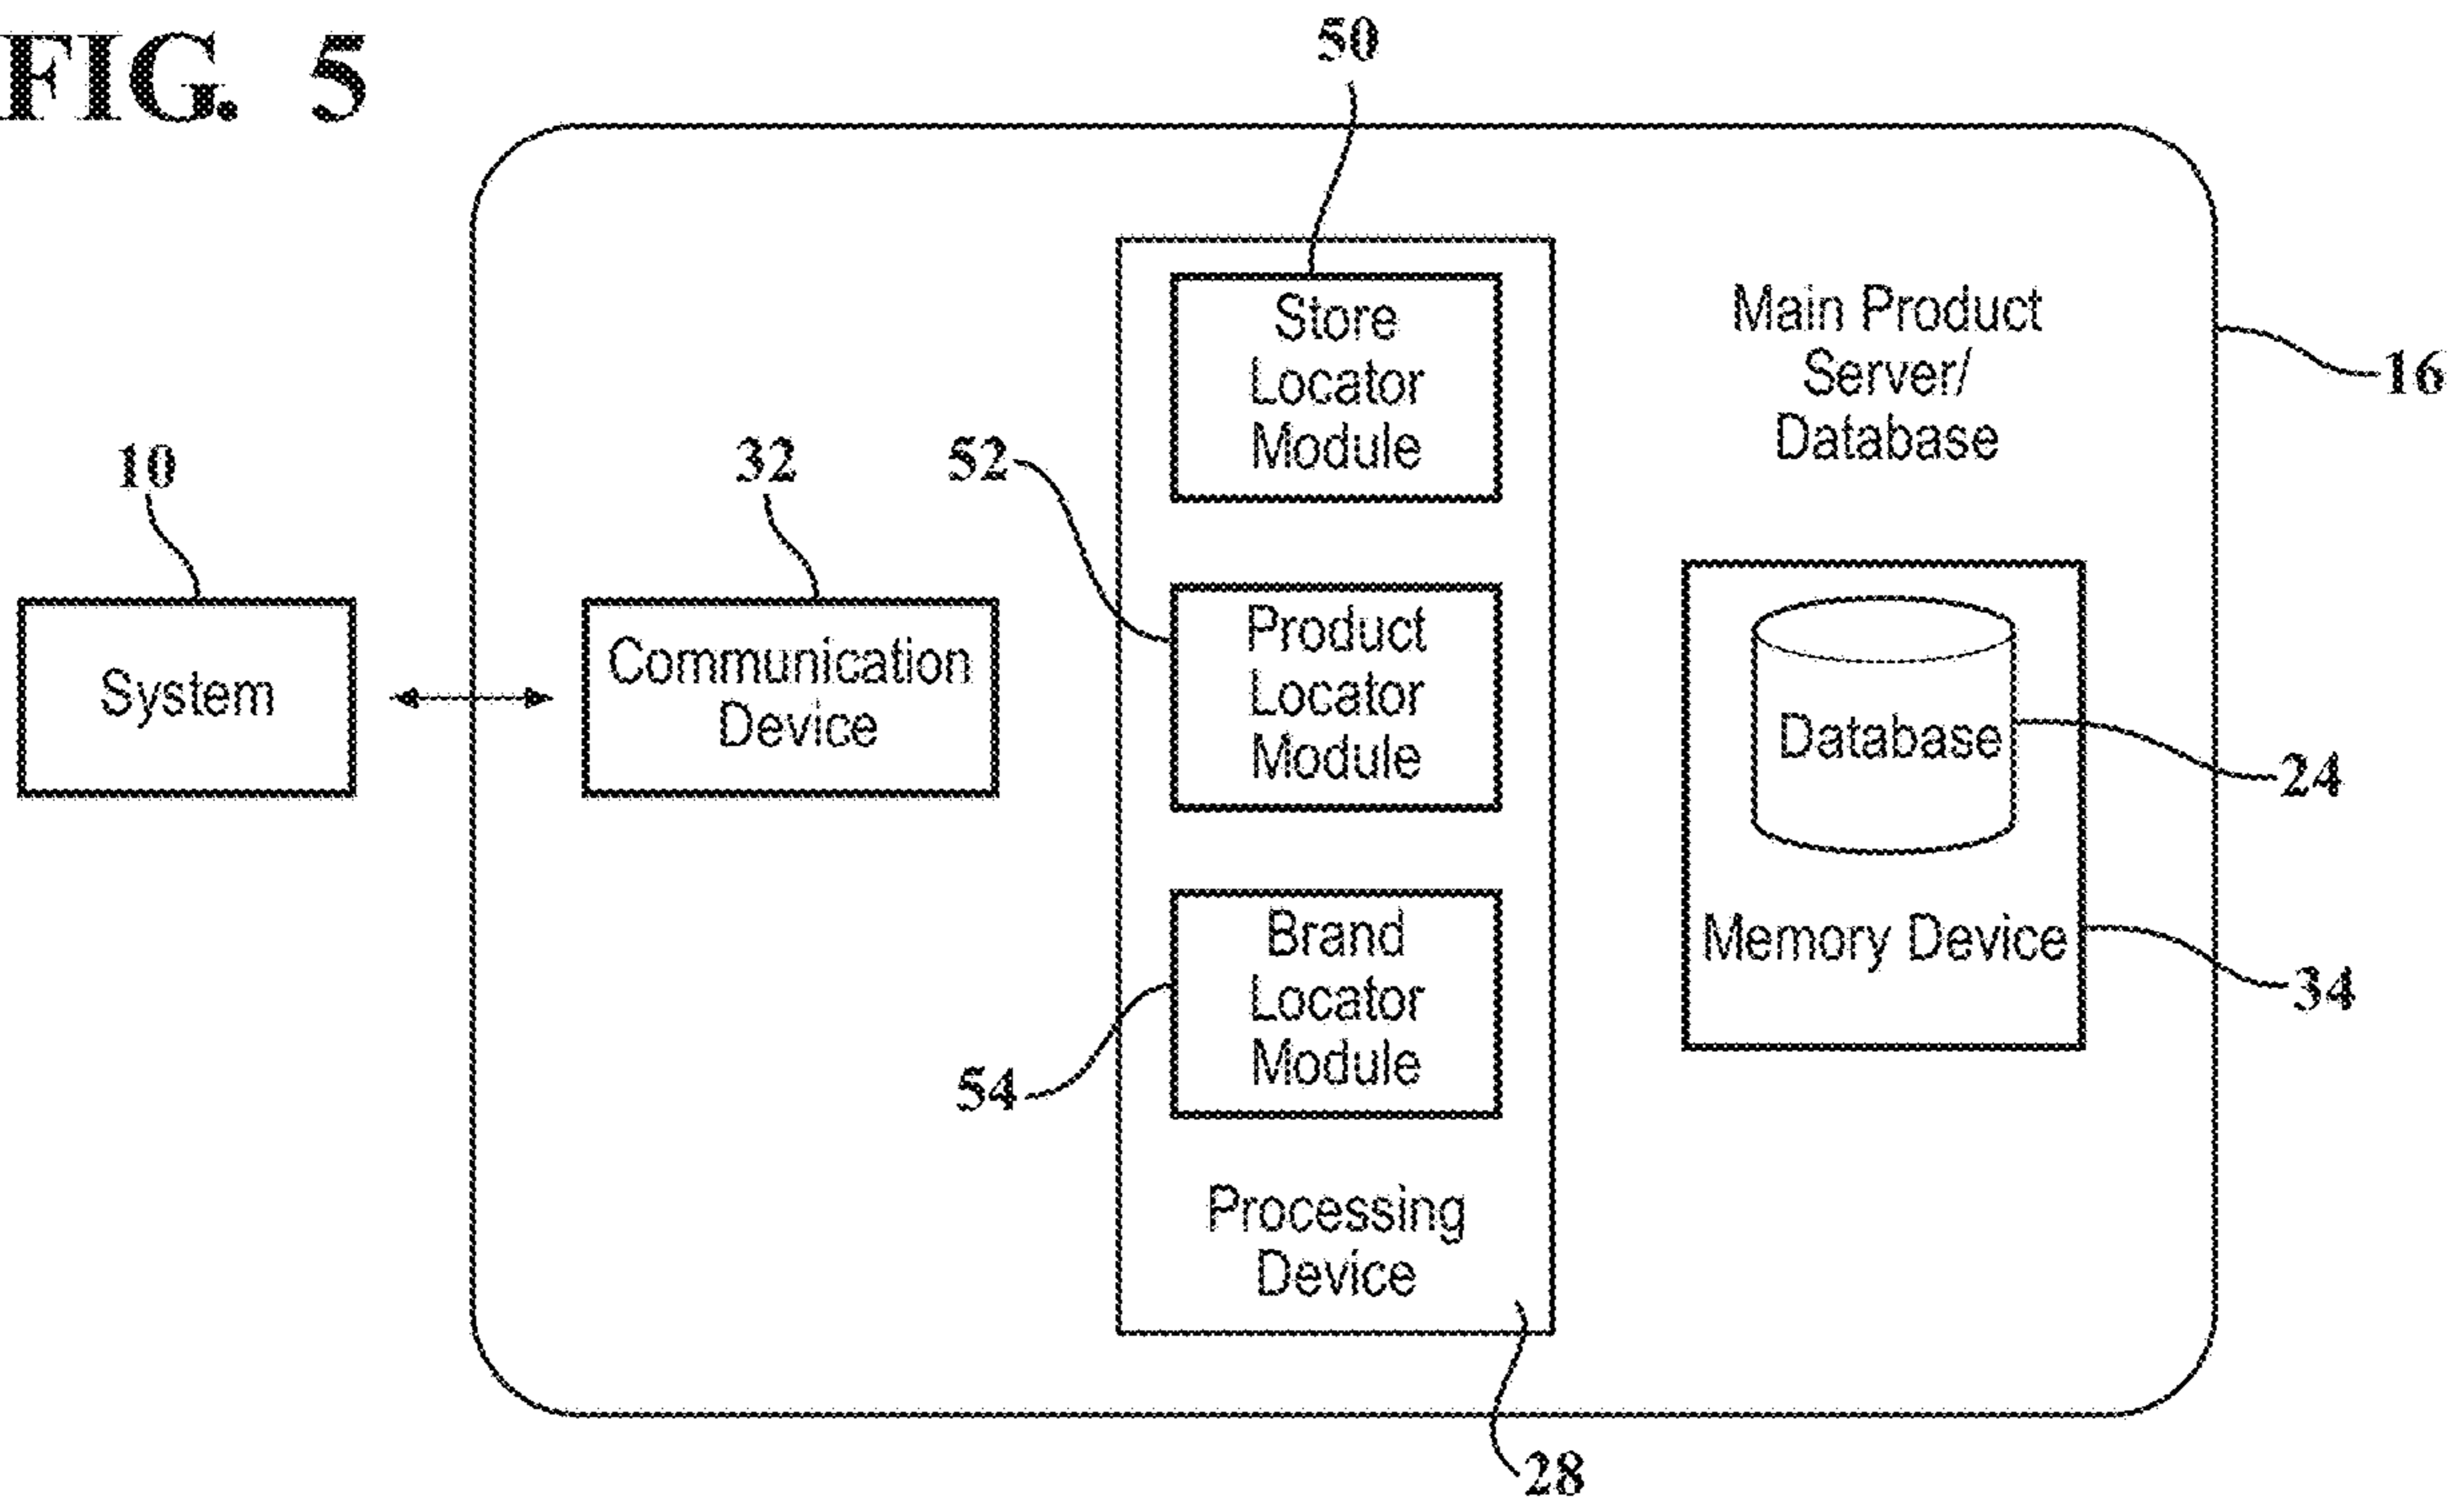 FIG. 5
50
Store
Locator
Module
Main Product
Server/
Database
16
10
32
52
System
Communication
Device
Product
Locator
Module
Database
24
Brand
Locator
Module
Memory Device
34
54
Processing
Device
28